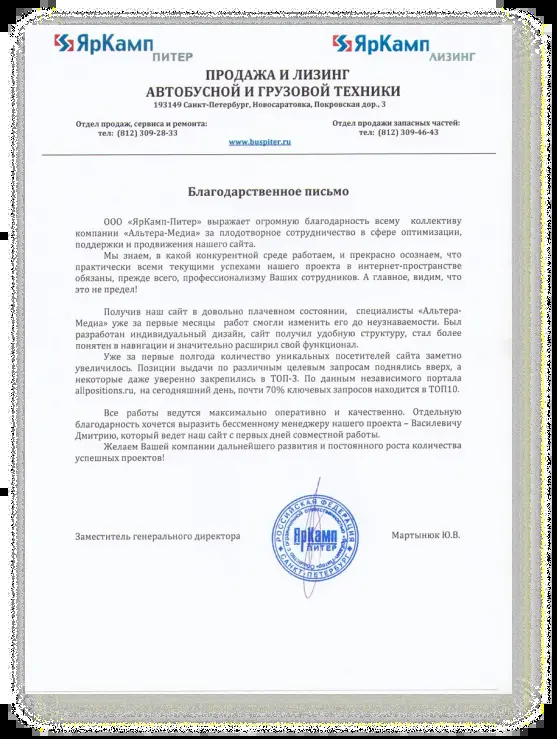 ЯрКамп ЯрКамп
ПИТЕР ЛИЗИНГ
ПРОДАЖА И ЛИЗИНГ
АВТОБУСНОЙ И ГРУЗОВОЙ ТЕХНИКИ
193149 Санкт-Петербург, Новосаратовка, Покровская дор., 3
Отдел продаж, сервиса и ремонта: Отдел продажи запасных частей:
тел: (812) 309-28-33 тел: (812) 309-46-43
www.buspiter.ru
Благодарственное письмо
ООО «ЯрКамп-Питер» выражает огромную благодарность всему коллективу
компании «Альтера-Медиа» за плодотворное сотрудничество в сфере оптимизации,
поддержки и продвижения нашего сайта.
Мы знаем, в какой конкурентной среде работаем, и прекрасно осознаем, что
практически всеми текущими успехами нашего проекта в интернет-пространстве
обязаны, прежде всего, профессионализму Ваших сотрудников. А главное, видим, что
это не предел!
Получив наш сайт в довольно плачевном состоянии, специалисты «Альтера-
Медиа» уже за первые месяцы работ смогли изменить его до неузнаваемости. Был
разработан индивидуальный дизайн, сайт получил удобную структуру, стал более
понятен в навигации и значительно расширил свой функционал.
Уже за первые полгода количество уникальных посетителей сайта заметно
увеличилось. Позиции выдачи по различным целевым запросам поднялись вверх, а
некоторые даже уверенно закрепились в ТОП-3. По данным независимого портала
allpositions.ru, на сегодняшний день, почти 70% ключевых запросов находится в ТОП10.
Все работы ведутся максимально оперативно и качественно. Отдельную
благодарность хочется выразить бессменному менеджеру нашего проекта – Василевичу
Дмитрию, который ведет наш сайт с первых дней совместной работы.
Желаем Вашей компании дальнейшего развития и постоянного роста количества
успешных проектов!
Заместитель генерального директора Мартынюк Ю.В.
РОССИЙСКАЯ ФЕДЕРАЦИЯ
ЯрКамп
ПИТЕР
САНКТ-ПЕТЕРБУРГ